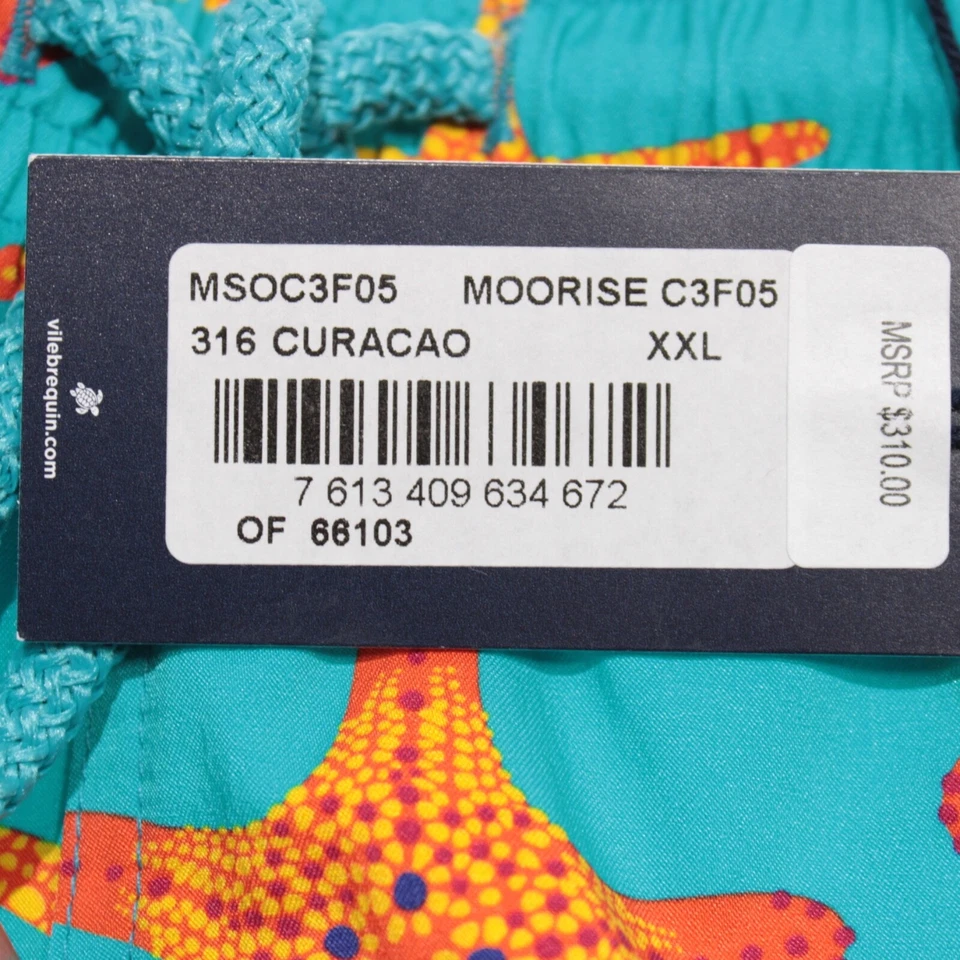 MSOC3F05 MOORISE C3F05
316 CURACAO XXL
7 613 409 634 672
OF 66103
MSRP $310.00
vilebrequin.com